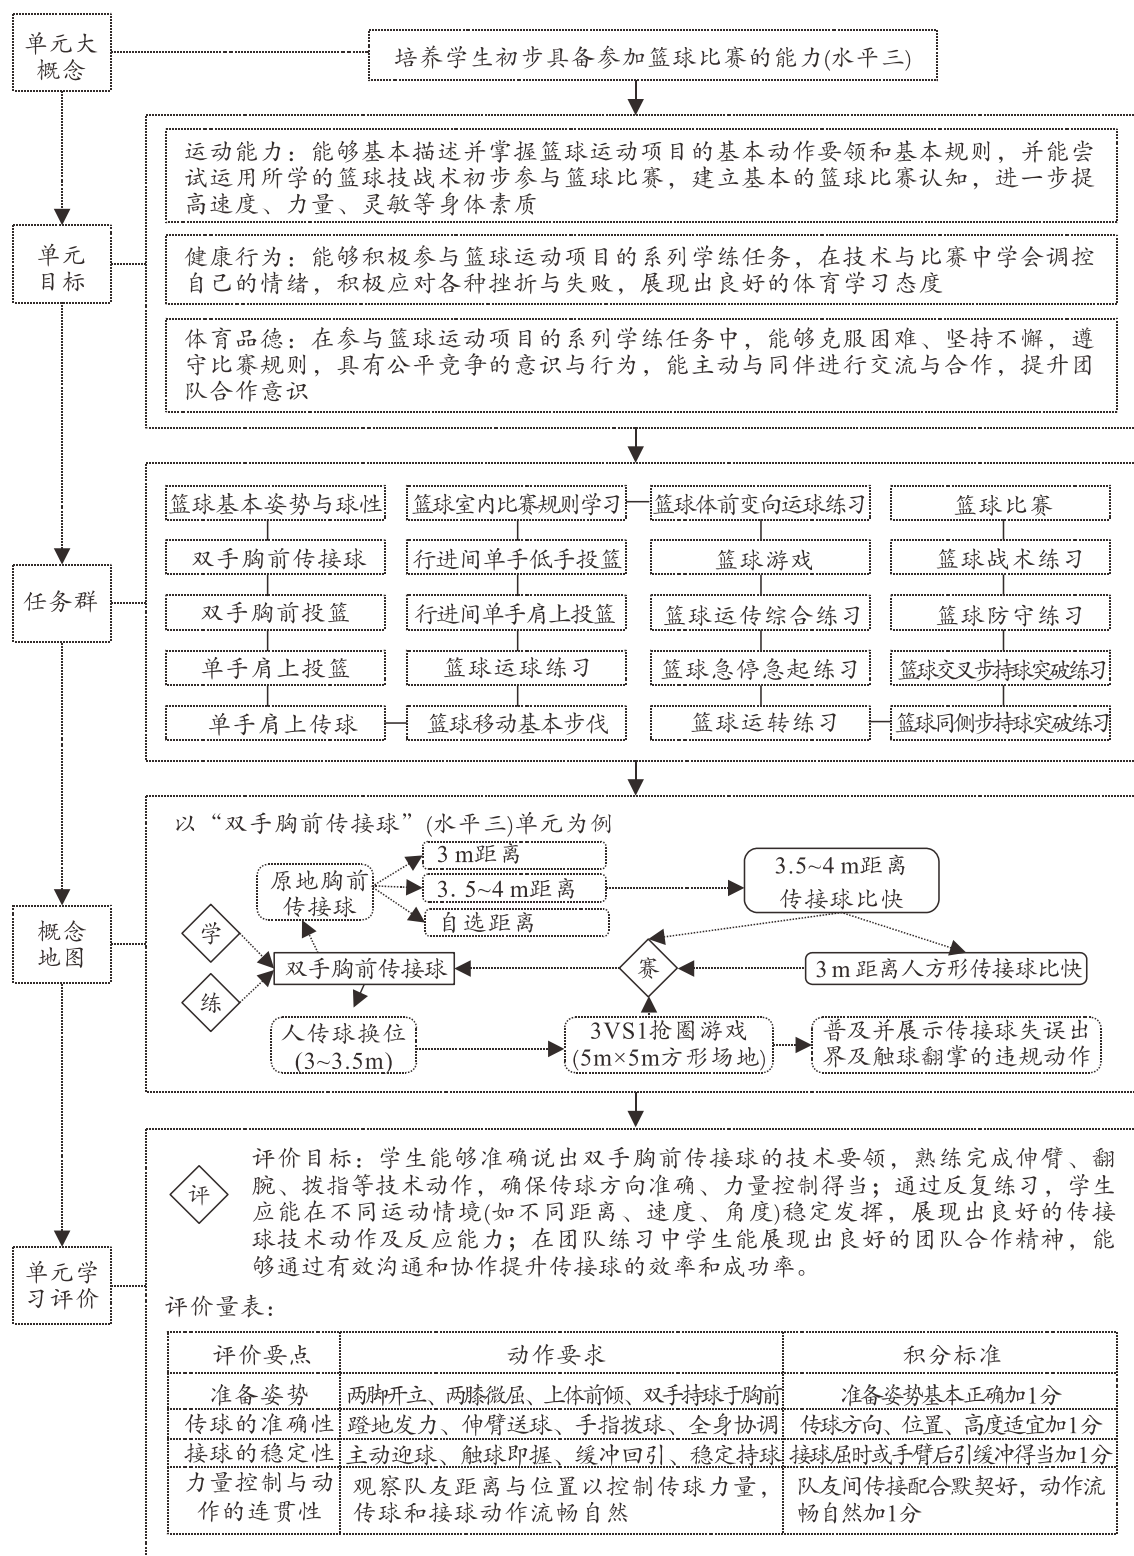 单元大
概念
培养学生初步具备参加篮球比赛的能力(水平三)
单元
目标
运动能力：能够基本描述并掌握篮球运动项目的基本动作要领和基本规则，并能尝
试运用所学的篮球技战术初步参与篮球比赛，建立基本的篮球比赛认知，进一步提
高速度、力量、灵敏等身体素质
健康行为：能够积极参与篮球运动项目的系列学练任务，在技术与比赛中学会调控
自己的情绪，积极应对各种挫折与失败，展现出良好的体育学习态度
体育品德：在参与篮球运动项目的系列学练任务中，能够克服困难、坚持不懈，遵
守比赛规则，具有公平竞争的意识与行为，能主动与同伴进行交流与合作，提升团
队合作意识
任务群
篮球基本姿势与球性
篮球室内比赛规则学习
篮球体前变向运球练习
篮球比赛
双手胸前传接球
行进间单手低手投篮
篮球游戏
篮球战术练习
双手胸前投篮
行进间单手肩上投篮
篮球运传综合练习
篮球防守练习
单手肩上投篮
篮球运球练习
篮球急停急起练习
篮球交叉步持球突破练习
单手肩上传球
篮球移动基本步伐
篮球运转练习
篮球同侧步持球突破练习
概念
地图
以“双手胸前传接球”(水平三)单元为例
原地胸前
传接球
3 m距离
3. 5~4 m距离
自选距离
3.5~4 m距离
传接球比快
学
练
双手胸前传接球
赛
3 m距离人方形传接球比快
人传球换位
(3~3.5m)
3VS1抢圈游戏
(5m×5m方形场地)
普及并展示传接球失误出
界及触球翻掌的违规动作
单元学
习评价
评
评价目标：学生能够准确说出双手胸前传接球的技术要领，熟练完成伸臂、翻
腕、拨指等技术动作，确保传球方向准确、力量控制得当；通过反复练习，学生
应能在不同运动情境(如不同距离、速度、角度)稳定发挥，展现出良好的传接
球技术动作及反应能力；在团队练习中学生能展现出良好的团队合作精神，能
够通过有效沟通和协作提升传接球的效率和成功率。
评价量表：
评价要点 动作要求 积分标准
准备姿势 两脚开立、两膝微屈、上体前倾、双手持球于胸前 准备姿势基本正确加1分
传球的准确性 蹬地发力、伸臂送球、手指拨球、全身协调 传球方向、位置、高度适宜加1分
接球的稳定性 主动迎球、触球即握、缓冲回引、稳定持球 接球屈时或手臂后引缓冲得当加1分
力量控制与动
作的连贯性
观察队友距离与位置以控制传球力量，
传球和接球动作流畅自然
队友间传接配合默契好，动作流
畅自然加1分